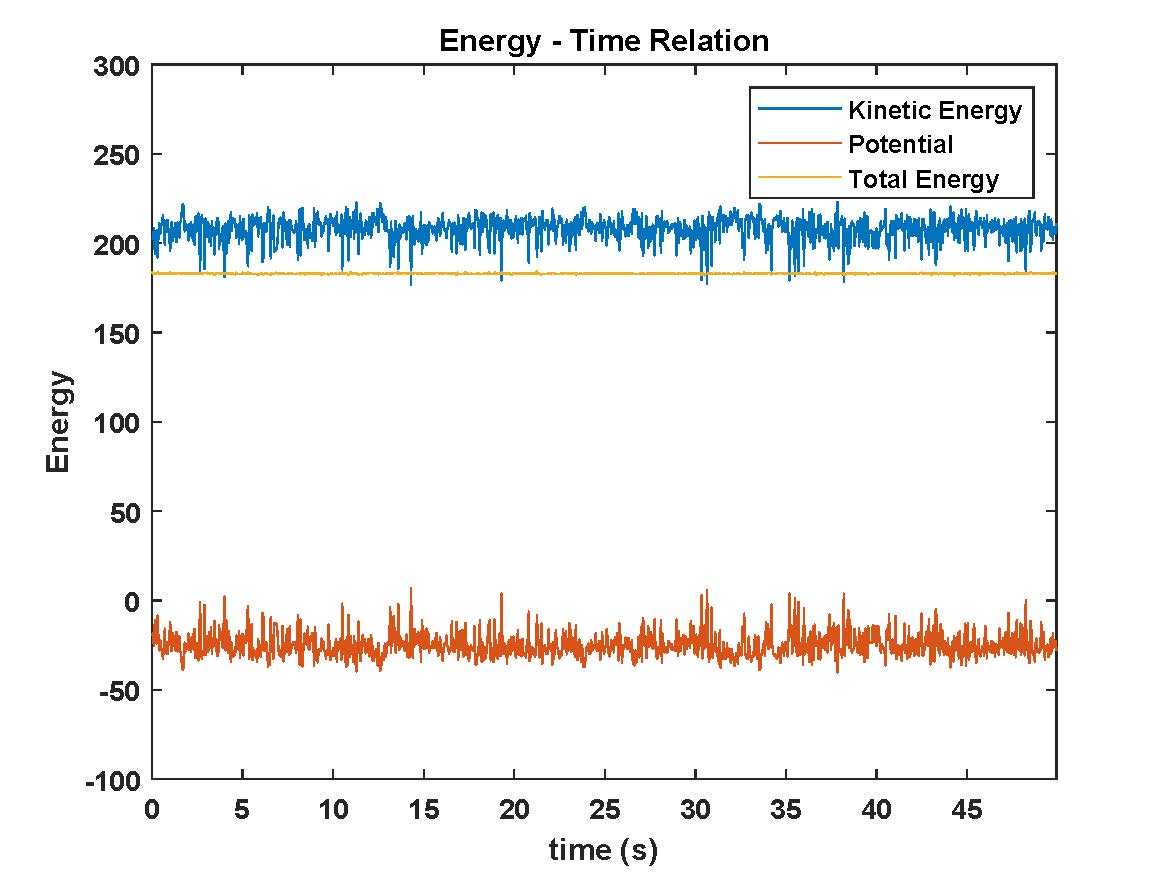 Energy - Time Relation
300
250
200
150
100
50
0
-50
-100
Energy
Kinetic Energy
Potential
Total Energy
0 5 10 15 20 25 30 35 40 45
time (s)